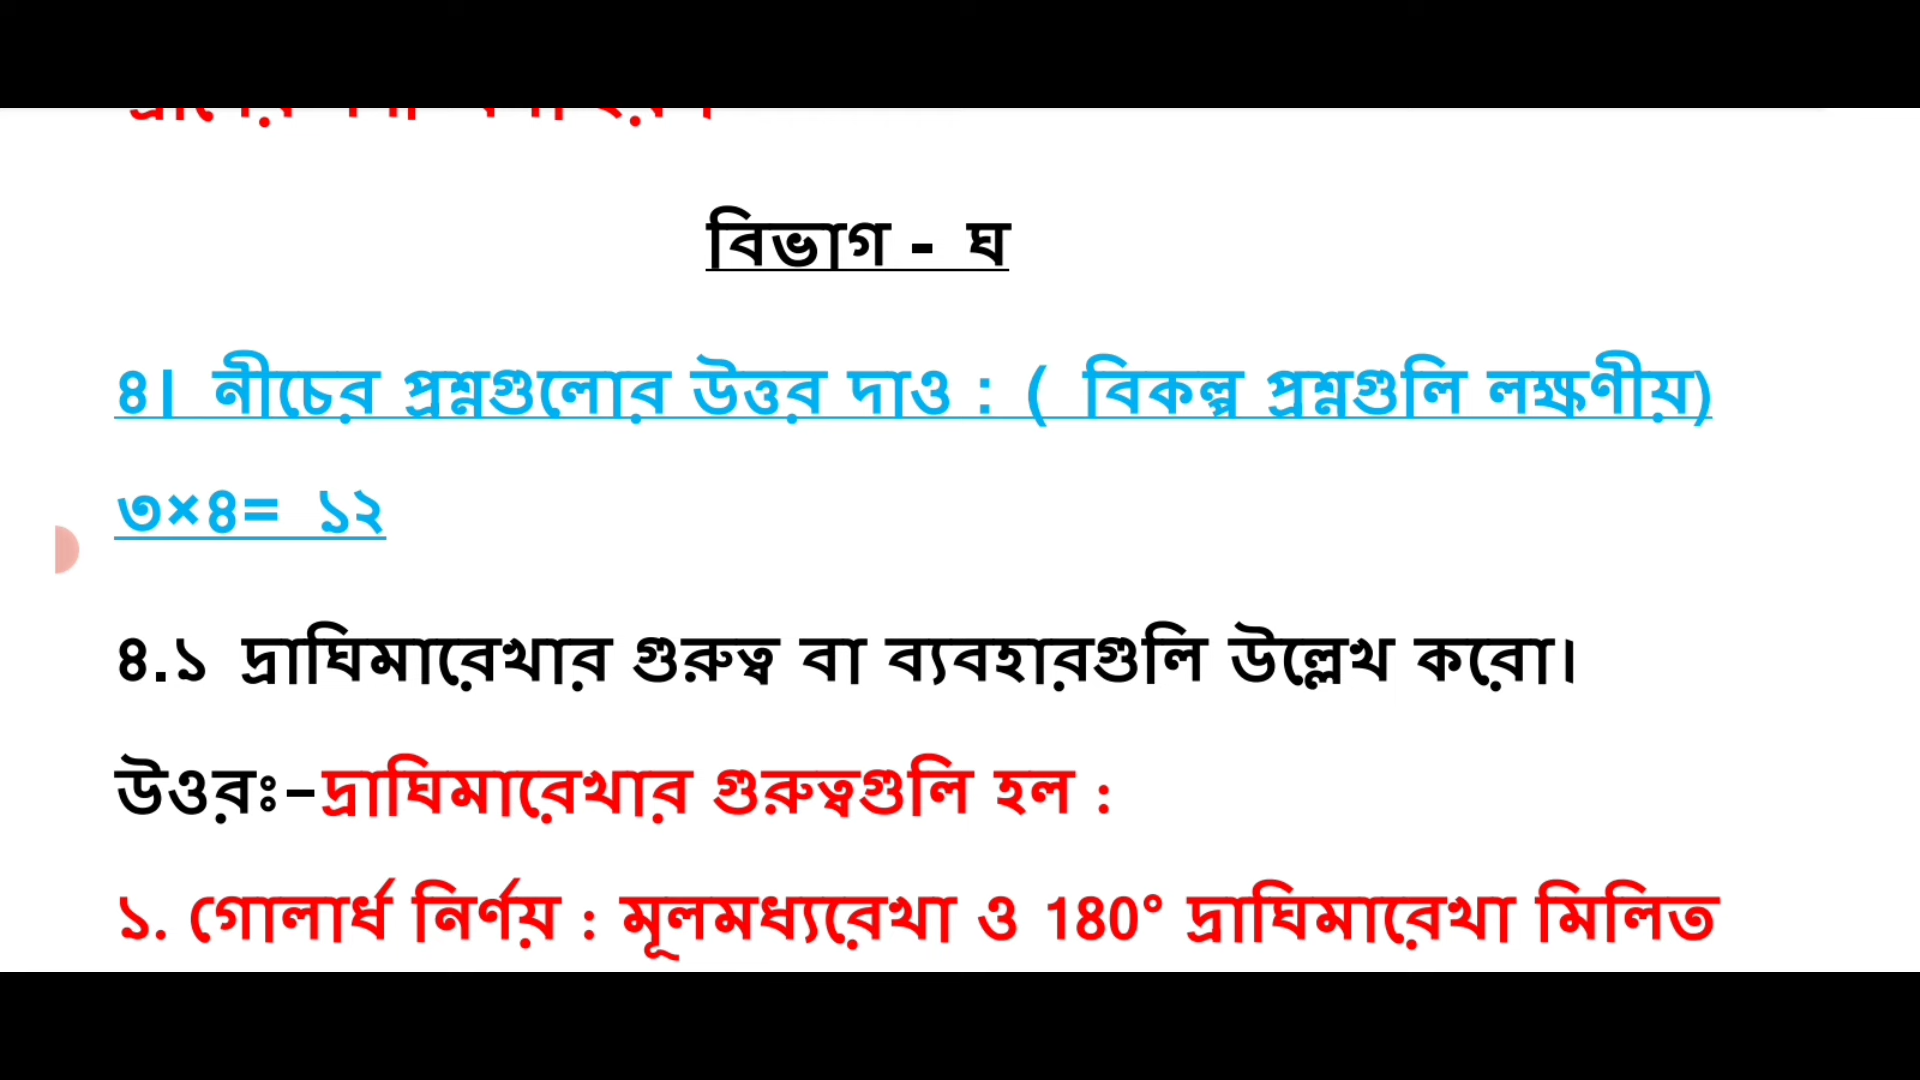 বিভাগ - ঘ
৪। নীচের প্রশ্নগুলোর উত্তর দাও : ( বিকল্প প্রশ্নগুলি লক্ষণীয়)
৩×৪= ১২
৪.১ দ্রাঘিমারেখার গুরুত্ব বা ব্যবহারগুলি উল্লেখ করো।
উওরঃ–দ্রাঘিমারেখার গুরুত্বগুলি হল :
১. গোলার্ধ নির্ণয় : মূলমধ্যরেখা ও 180° দ্রাঘিমারেখা মিলিত